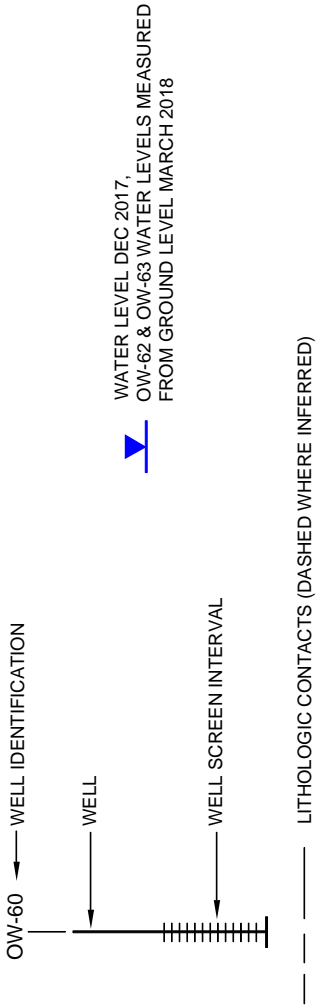 OW-60
WELL IDENTIFICATION
WELL
WELL SCREEN INTERVAL
LITHOLOGIC CONTACTS (DASHED WHERE INFERRED)
WATER LEVEL DEC 2017,
OW-62 & OW-63 WATER LEVELS MEASURED
FROM GROUND LEVEL MARCH 2018